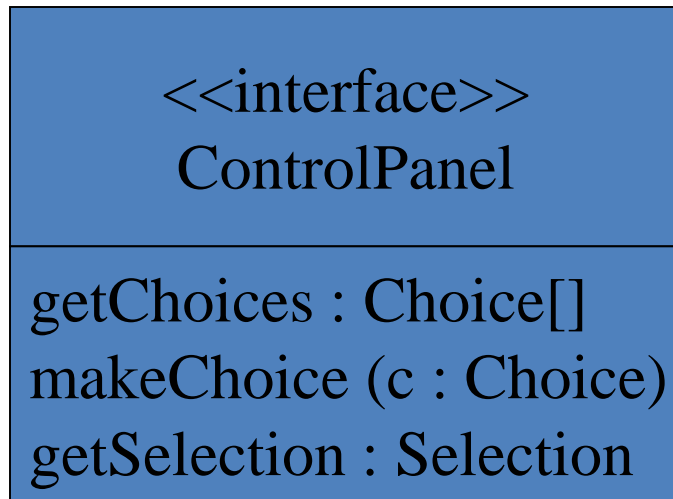 <<interface>>
ControlPanel
getChoices : Choice[]
makeChoice (c : Choice)
getSelection : Selection